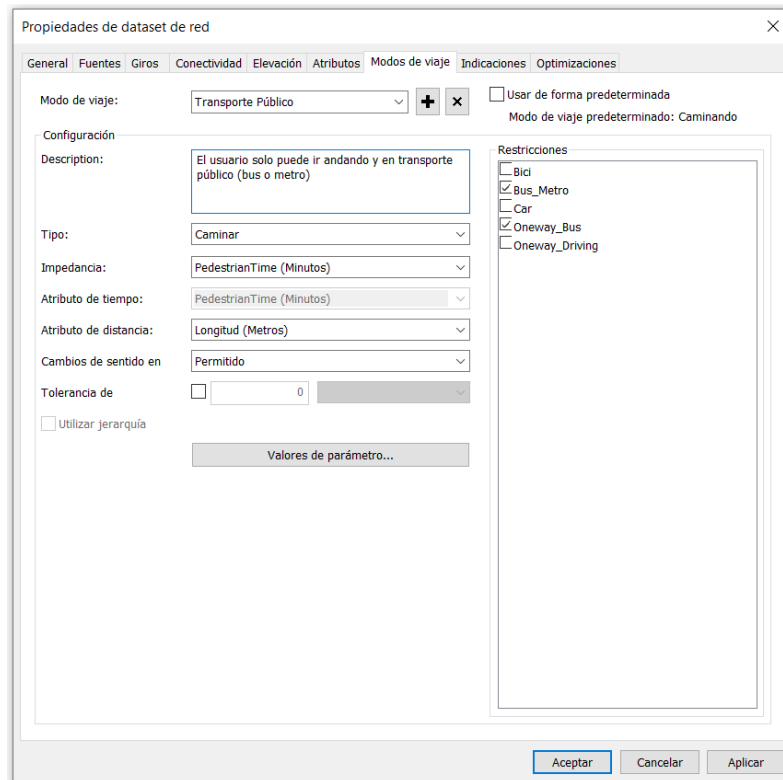 Propiedades de dataset de red
General Fuentes Giros Conectividad Elevación Atributos Modos de viaje Indicaciones Optimizaciones
Modo de viaje: Transporte Público
Usar de forma predeterminada
Modo de viaje predeterminado: Caminando
Configuración
Description: El usuario solo puede ir andando y en transporte
público (bus o metro)
Tipo: Caminar
Impedancia: PedestrianTime (Minutos)
Atributo de tiempo: PedestrianTime (Minutos)
Atributo de distancia: Longitud (Metros)
Cambios de sentido en Permitido
Tolerancia de 0
Utilizar jerarquía
Valores de parámetro...
Restricciones
Bici
Bus_Metro
Car
Oneway_Bus
Oneway_Driving
Aceptar Cancelar Aplicar